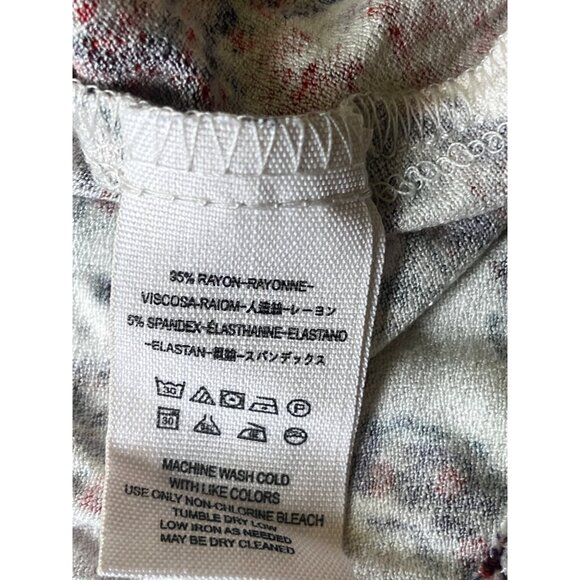 95% RAYON-RAYONNE-
VISCOSA-RAIOM-人造絲-レーヨン
5% SPANDEX-ÉLASTHANNE-ELASTANO
-ELASTAN-スパンデックス
30 P
30
MACHINE WASH COLD
WITH LIKE COLORS
USE ONLY NON-CHLORINE BLEACH
TUMBLE DRY LOW
LOW IRON AS NEEDED
MAY BE DRY CLEANED